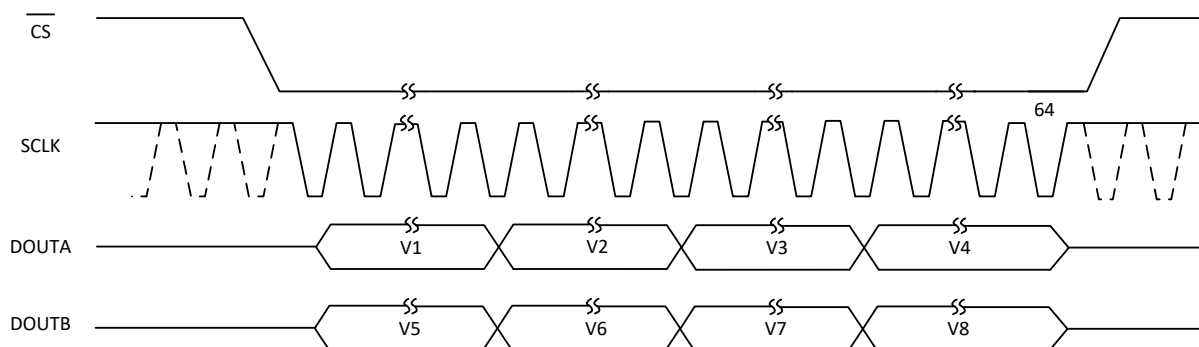 CS
64
SCLK
DOUTA V1 V2 V3 V4
DOUTB V5 V6 V7 V8